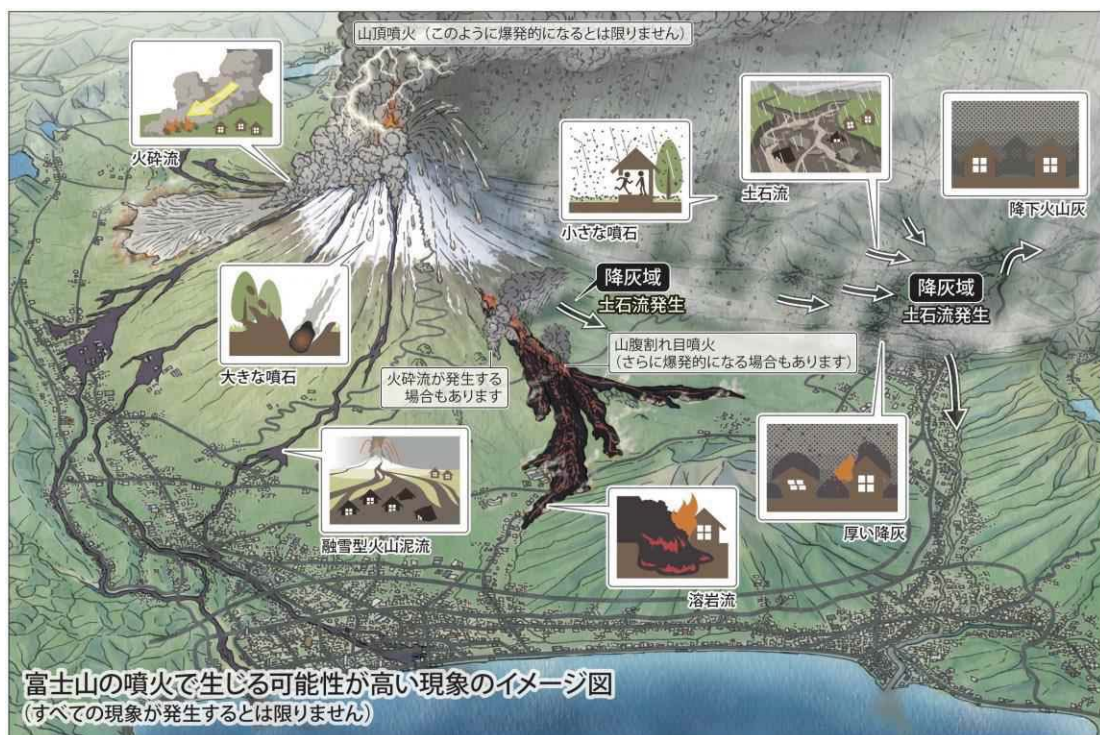 山頂噴火（このように爆発的になるとは限りません）
火砕流
小さな噴石
土石流
降下火山灰
降灰域
土石流発生
降灰域
土石流発生
大きな噴石
火砕流が発生する
場合もあります
山腹割れ目噴火
（さらに爆発的になる場合もあります）
融雪型火山泥流
溶岩流
厚い降灰
富士山の噴火で生じる可能性が高い現象のイメージ図
（すべての現象が発生するとは限りません）